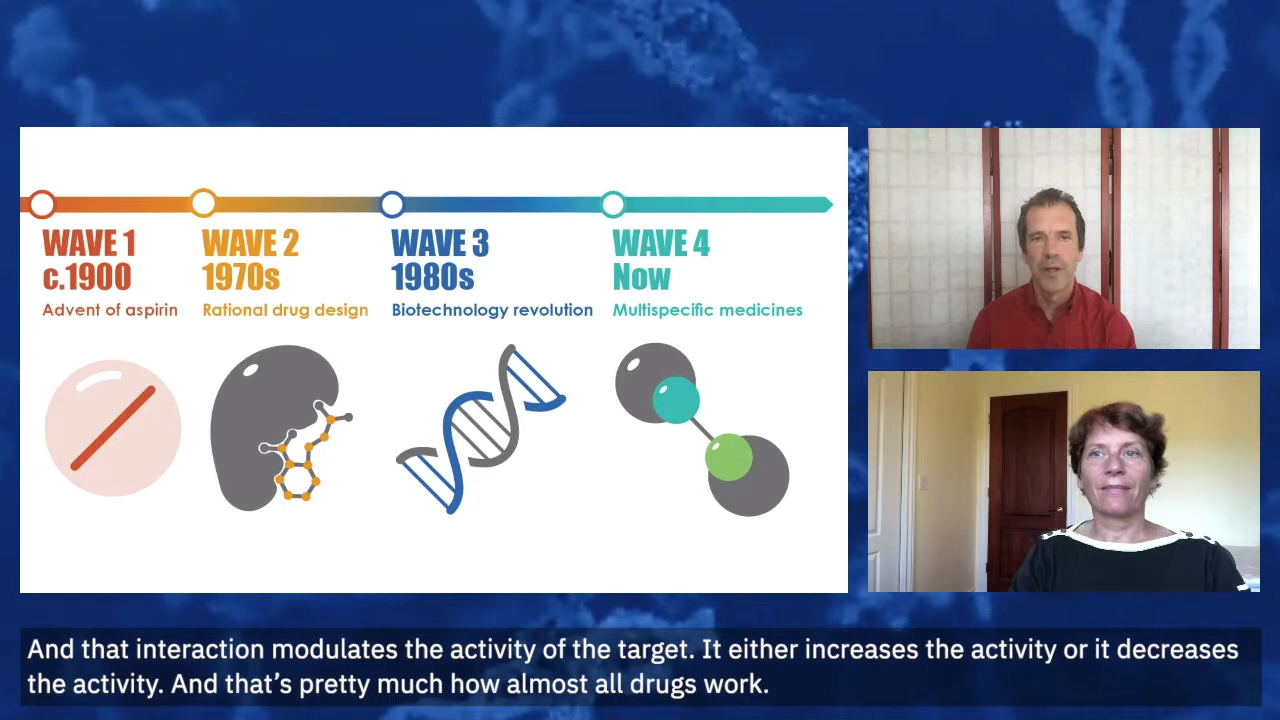 WAVE 1
c.1900
Advent of aspirin
WAVE 2
1970s
Rational drug design
WAVE 3
1980s
Biotechnology revolution
WAVE 4
Now
Multispecific medicines
And that interaction modulates the activity of the target. It either increases the activity or it decreases
the activity. And that’s pretty much how almost all drugs work.